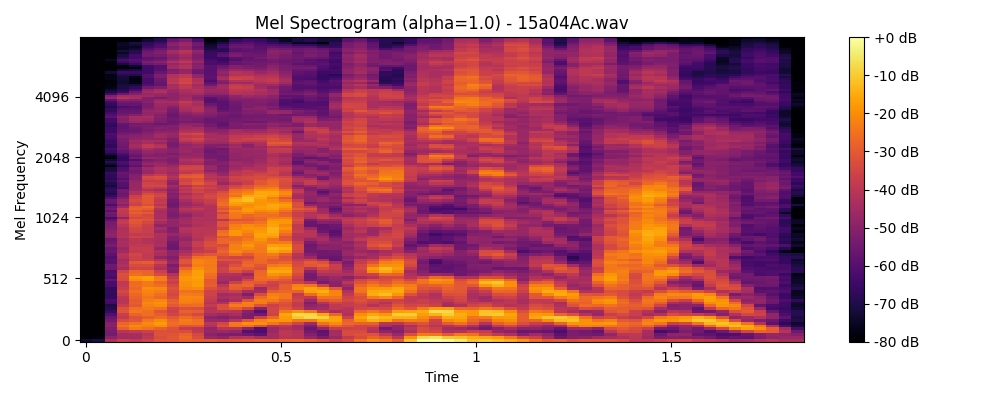 Mel Spectrogram (alpha=1.0) - 15a04Ac.wav
+0 dB
-10 dB
-20 dB
-30 dB
-40 dB
-50 dB
-60 dB
-70 dB
-80 dB
4096
2048
1024
512
0
Mel Frequency
0
0.5
1
1.5
Time